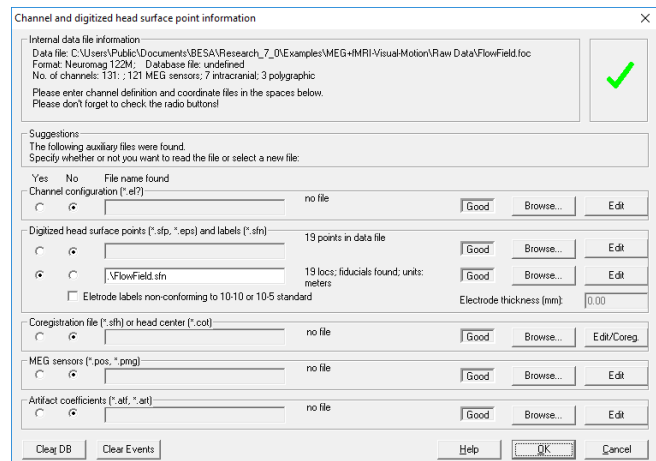 Channel and digitized head surface point information
Internal data file information
Data file: C:\Users\Public\Documents\BESA\Research_7_0\Examples\MEG+fMRI-Visual-Motion\Raw Data\FlowField.foc
Format: Neuromag 122M; Database file: undefined
No. of channels: 131: ; 121 MEG sensors; 7 intracranial; 3 polygraphic
Please enter channel definition and coordinate files in the spaces below.
Please don't forget to check the radio buttons!
Suggestions
The following auxiliary files were found.
Specify whether or not you want to read the file or select a new file:
Yes No File name found
Channel configuration (*.el?)
no file Good Browse... Edit
Digitized head surface points (*.sfp, *.eps) and labels (*.sfn)
19 points in data file Good Browse... Edit
.\FlowField.sfn 19 locs; fiducials found; units: meters Good Browse... Edit
Eletrode labels non-conforming to 10-10 or 10-5 standard Electrode thickness (mm): 0.00
Coregistration file (*.sfh) or head center (*.cot)
no file Good Browse... Edit/Coreg.
MEG sensors (*.pos, *.pmg)
no file Good Browse... Edit
Artifact coefficients (*.atf, *.art)
no file Good Browse... Edit
Clear DB Clear Events Help OK Cancel